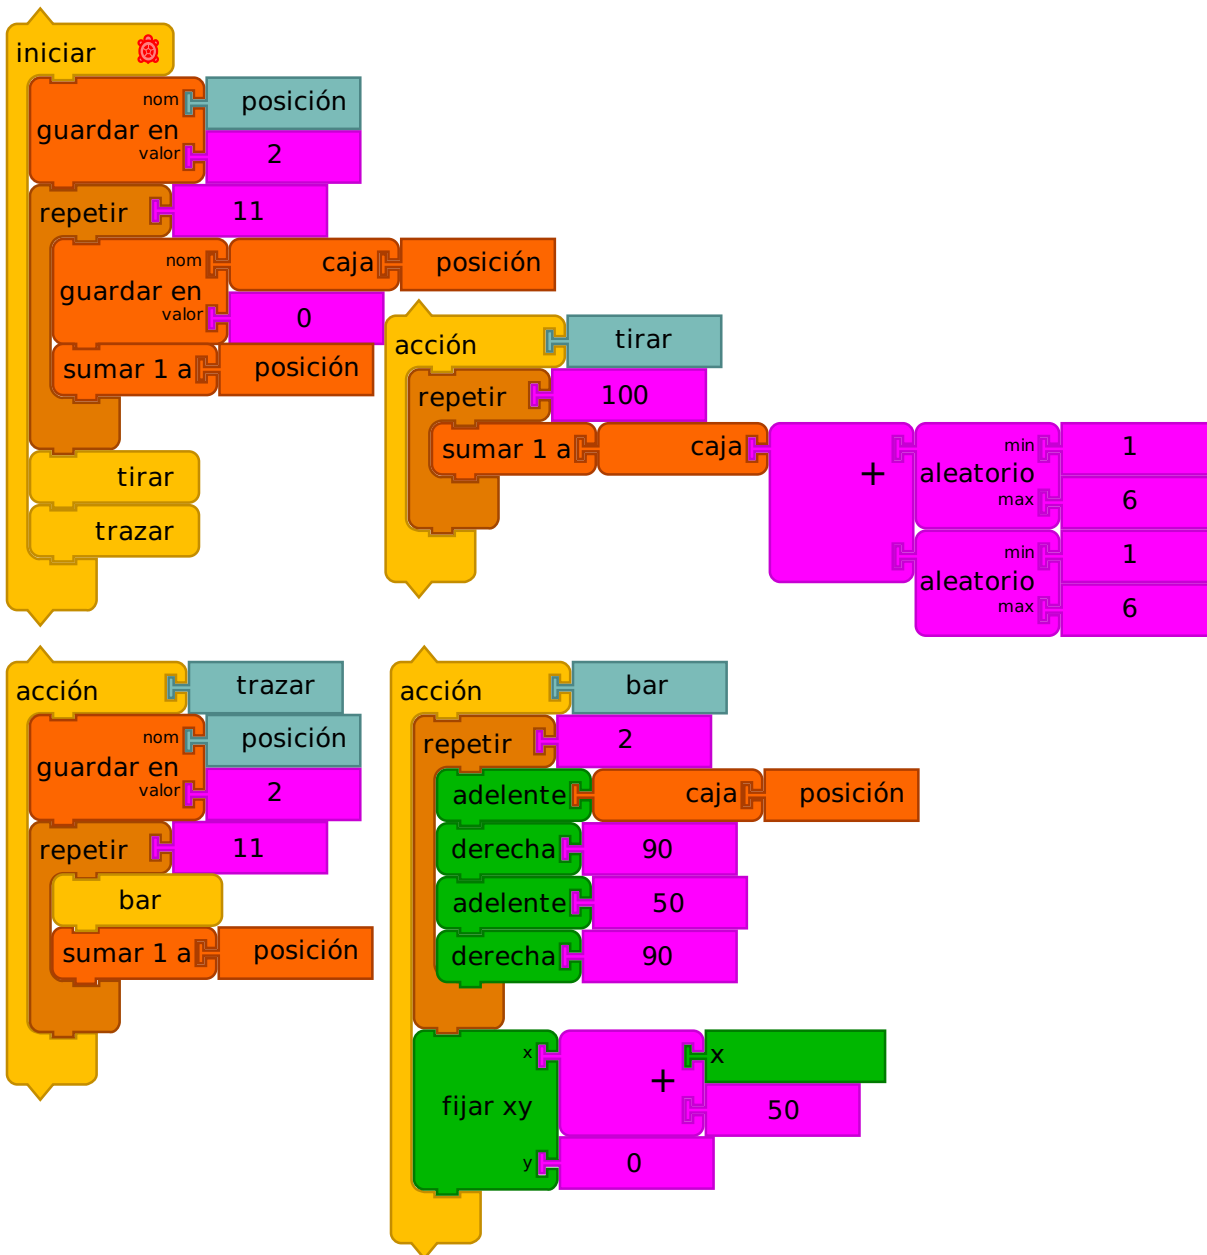 iniciar
nom
posición
guardar en
valor
2
repetir
11
nom
caja
posición
guardar en
valor
0
sumar 1 a
posición
tirar
trazar
acción
tirar
repetir
100
sumar 1 a
caja
+
min
1
aleatorio
max
6
min
1
aleatorio
max
6
acción
trazar
nom
posición
guardar en
valor
2
repetir
11
bar
sumar 1 a
posición
acción
bar
repetir
2
adelente
caja
posición
derecha
90
adelente
50
derecha
90
fijar xy
x
+
x
50
y
0